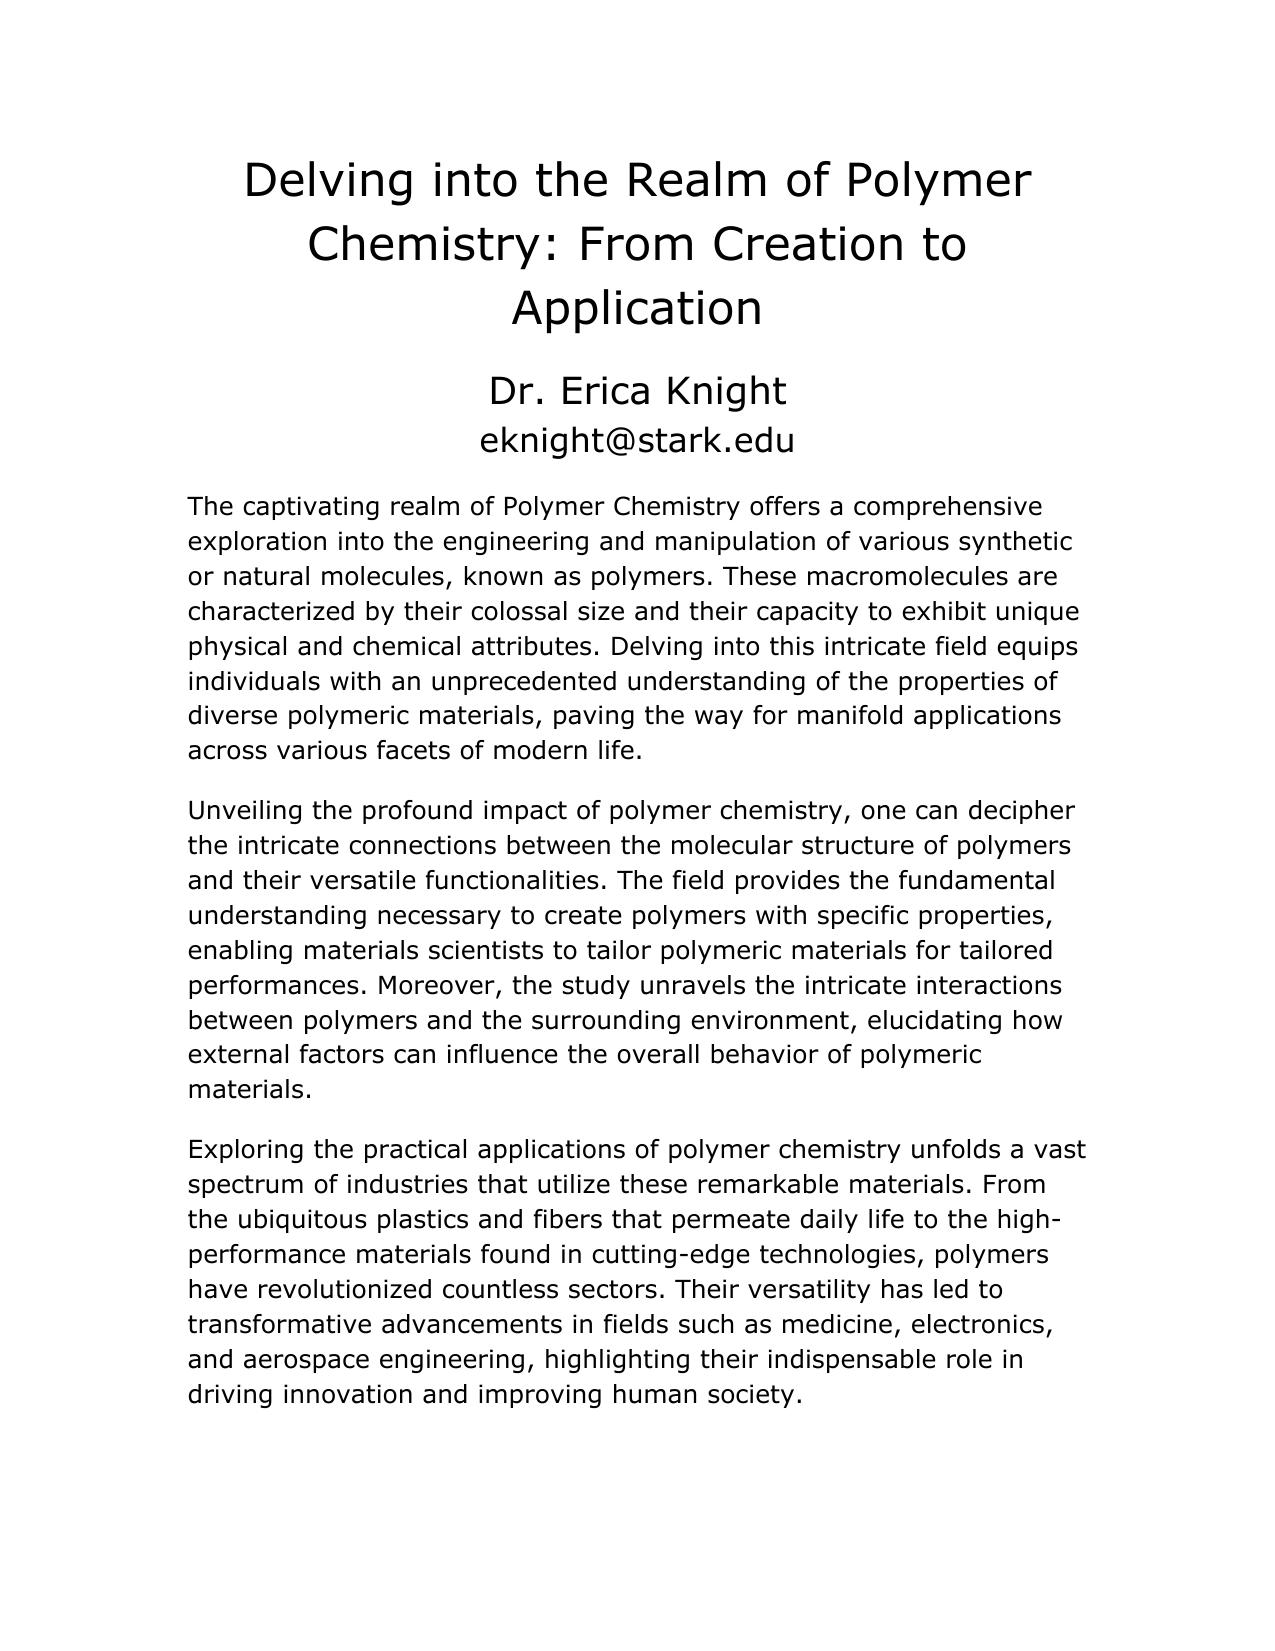 Delving into the Realm of Polymer
Chemistry: From Creation to
Application
Dr. Erica Knight
eknight@stark.edu
The captivating realm of Polymer Chemistry offers a comprehensive
exploration into the engineering and manipulation of various synthetic
or natural molecules, known as polymers. These macromolecules are
characterized by their colossal size and their capacity to exhibit unique
physical and chemical attributes. Delving into this intricate field equips
individuals with an unprecedented understanding of the properties of
diverse polymeric materials, paving the way for manifold applications
across various facets of modern life.
Unveiling the profound impact of polymer chemistry, one can decipher
the intricate connections between the molecular structure of polymers
and their versatile functionalities. The field provides the fundamental
understanding necessary to create polymers with specific properties,
enabling materials scientists to tailor polymeric materials for tailored
performances. Moreover, the study unravels the intricate interactions
between polymers and the surrounding environment, elucidating how
external factors can influence the overall behavior of polymeric
materials.
Exploring the practical applications of polymer chemistry unfolds a vast
spectrum of industries that utilize these remarkable materials. From
the ubiquitous plastics and fibers that permeate daily life to the high-
performance materials found in cutting-edge technologies, polymers
have revolutionized countless sectors. Their versatility has led to
transformative advancements in fields such as medicine, electronics,
and aerospace engineering, highlighting their indispensable role in
driving innovation and improving human society.